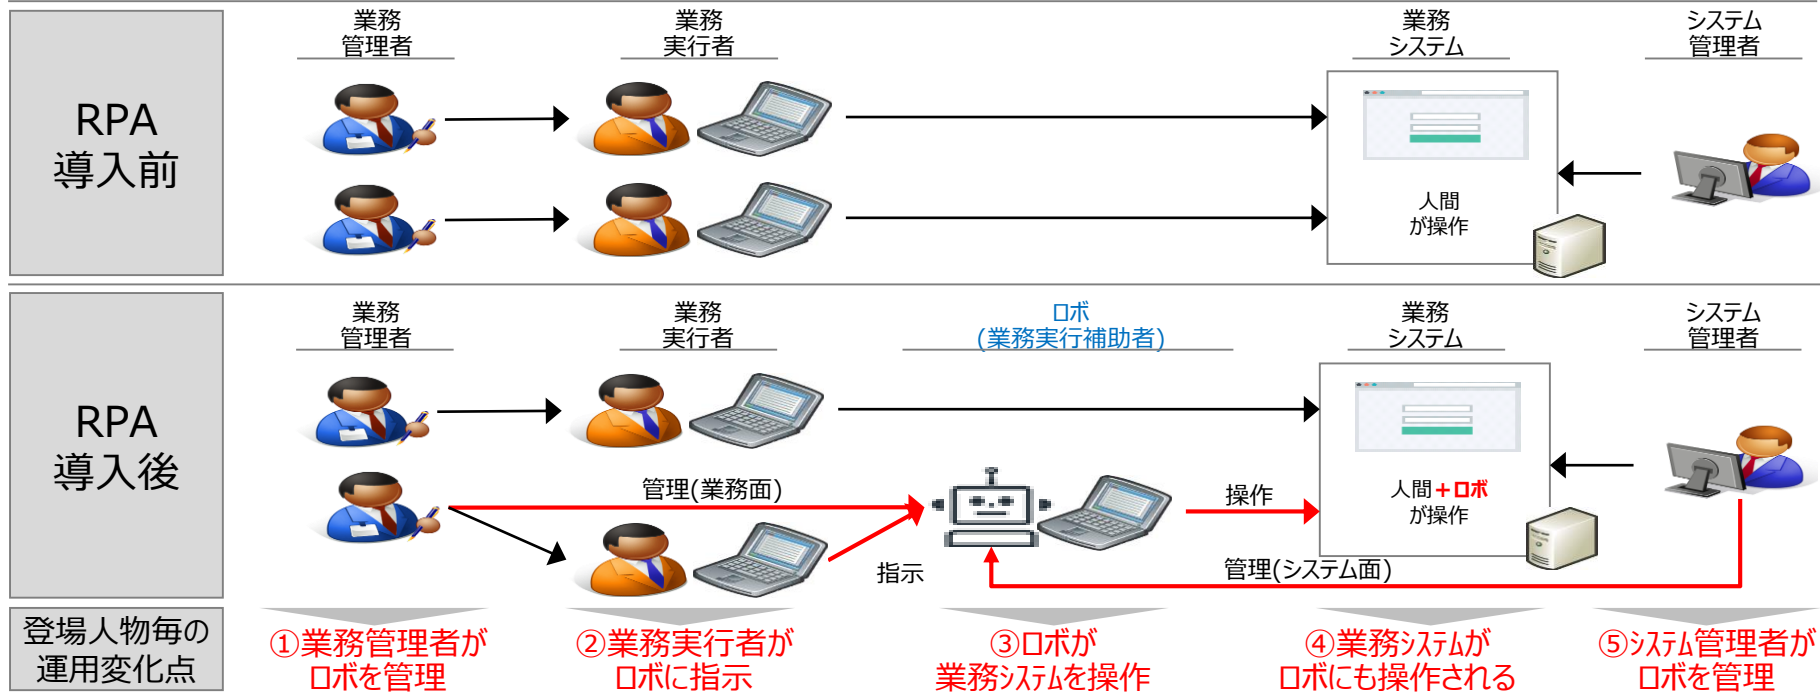 RPA
導入前
業務
管理者
業務
実行者
業務
システム
システム
管理者
人間
が操作
RPA
導入後
業務
管理者
業務
実行者
ロボ
(業務実行補助者)
業務
システム
システム
管理者
管理(業務面)
指示
操作
人間＋ロボ
が操作
管理(システム面)
登場人物毎の
運用変化点
①業務管理者が
ロボを管理
②業務実行者が
ロボに指示
③ロボが
業務システムを操作
④業務システムが
ロボにも操作される
⑤システム管理者が
ロボを管理